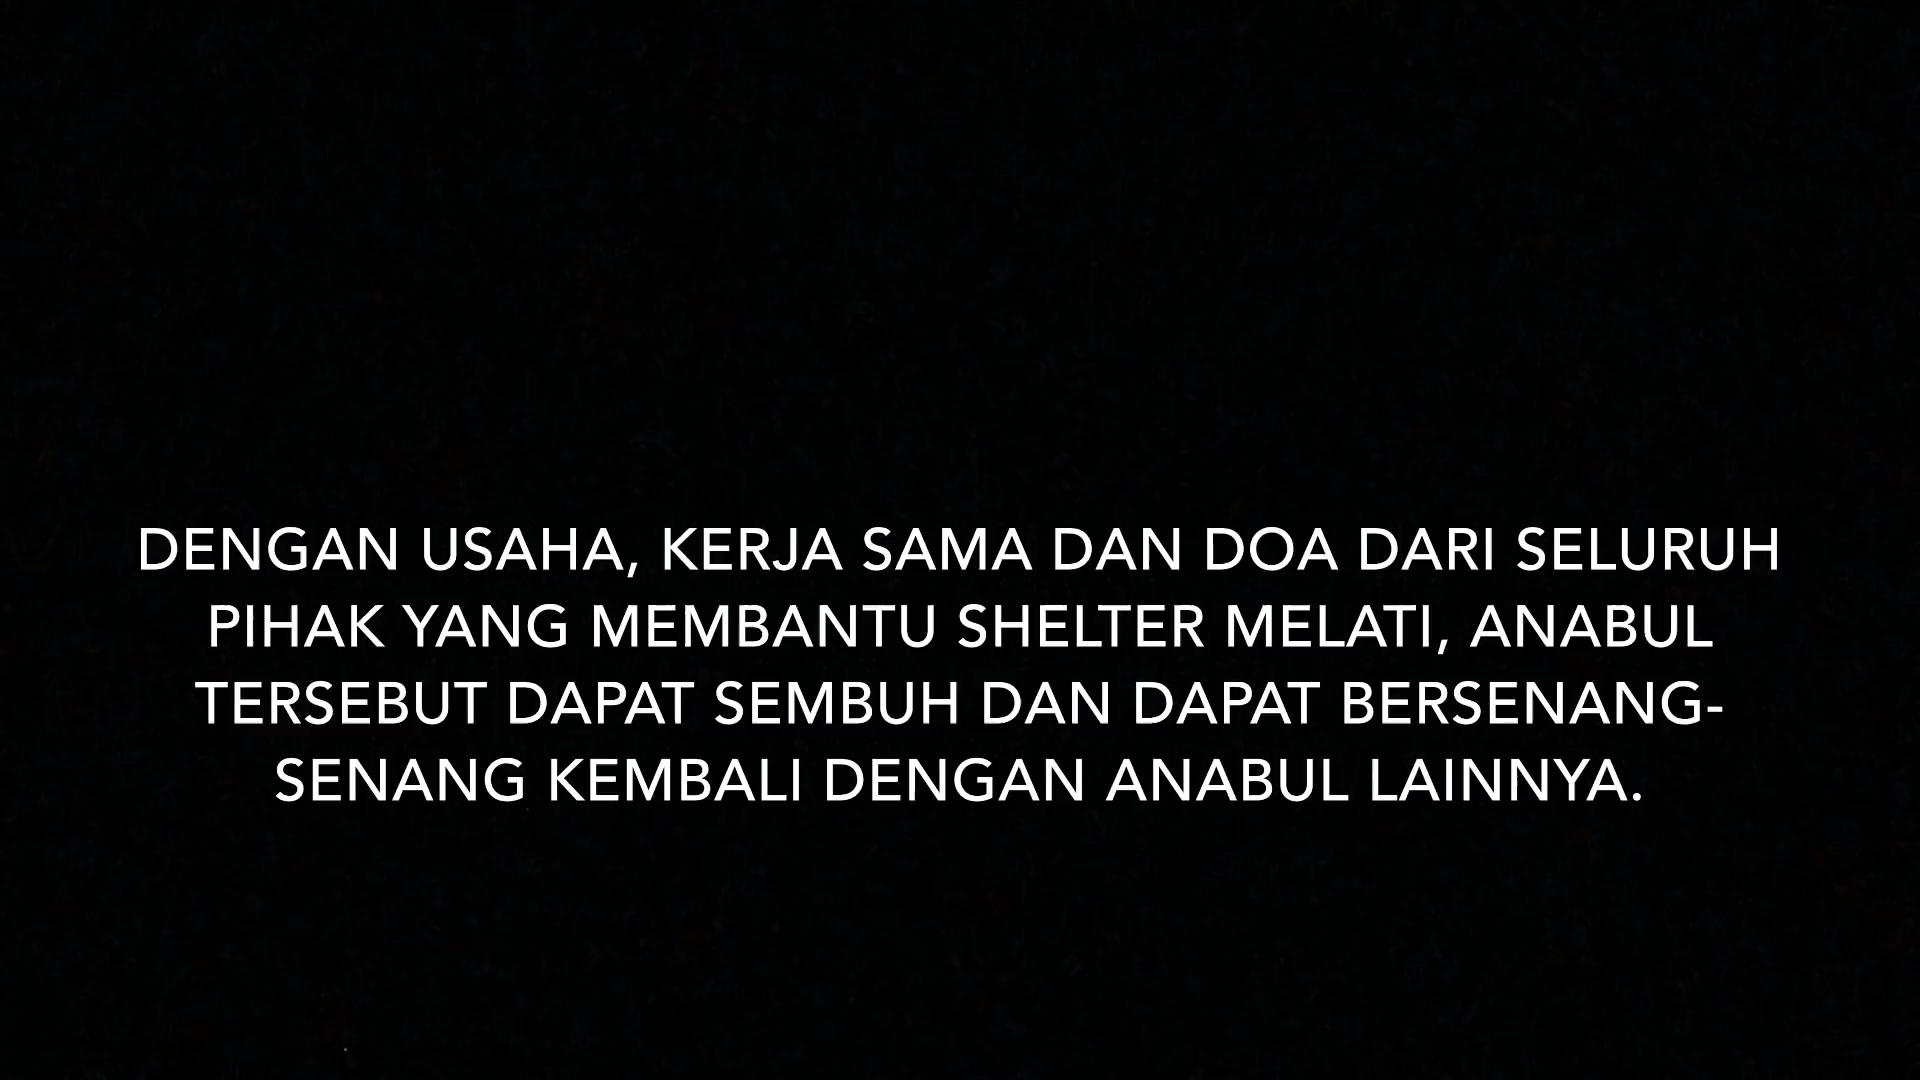 DENGAN USAHA, KERJA SAMA DAN DOA DARI SELURUH
PIHAK YANG MEMBANTU SHELTER MELATI, ANABUL
TERSEBUT DAPAT SEMBUH DAN DAPAT BERSENANG-
SENANG KEMBALI DENGAN ANABUL LAINNYA.